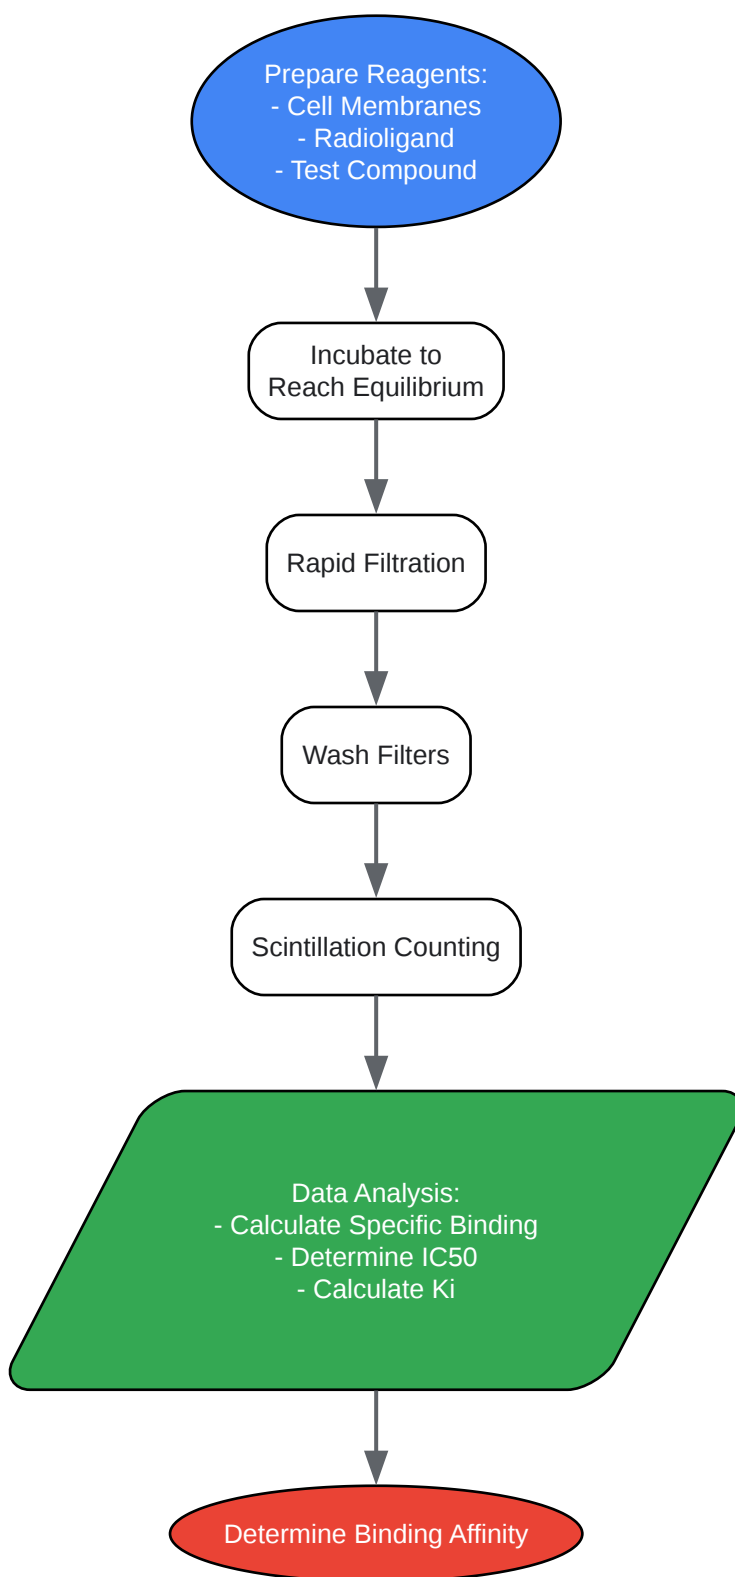 Prepare Reagents:
- Cell Membranes
- Radioligand
- Test Compound
Incubate to
Reach Equilibrium
Rapid Filtration
Wash Filters
Scintillation Counting
Data Analysis:
- Calculate Specific Binding
- Determine IC50
- Calculate Ki
Determine Binding Affinity